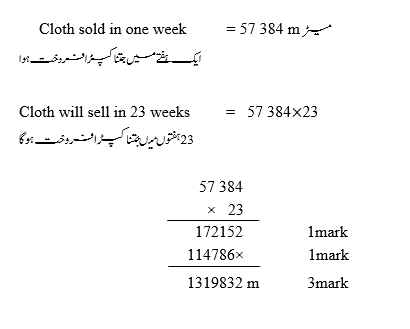 Cloth sold in one week = 57 384 m میٹر
ایک ہفتے میں جتنا کپڑا فروخت ہوا
Cloth will sell in 23 weeks = 57 384×23
23 ہفتوں میں جتنا کپڑا فروخت ہوگا
57 384
× 23
172152 1mark
114786× 1mark
1319832 m 3mark